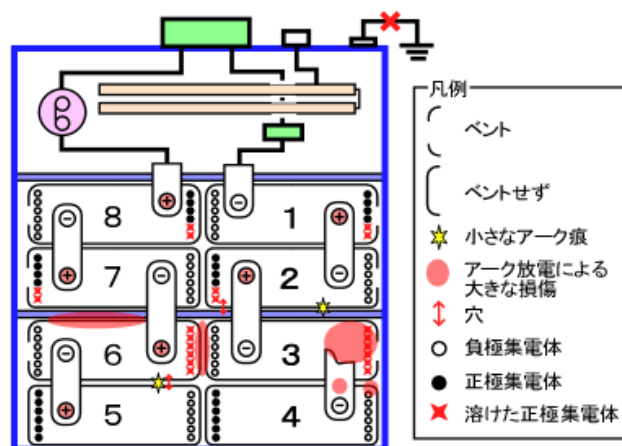 凡例
ベント
ベントせず
小さなアーク痕
アーク放電による
大きな損傷
穴
負極集電体
正極集電体
溶けた正極集電体
8 1
7 2
6 3
5 4